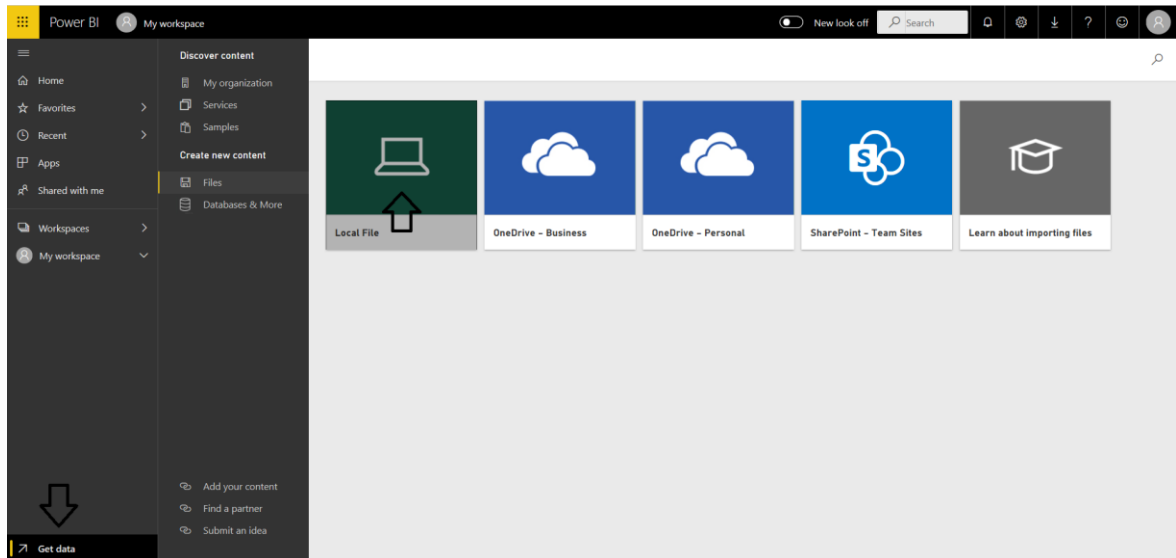 Power BI
My workspace
New look off
Search
Home
Favorites
Recent
Apps
Shared with me
Workspaces
My workspace
Get data
Discover content
My organization
Services
Samples
Create new content
Files
Databases & More
Add your content
Find a partner
Submit an idea
Local File
OneDrive – Business
OneDrive – Personal
S
SharePoint – Team Sites
Learn about importing files